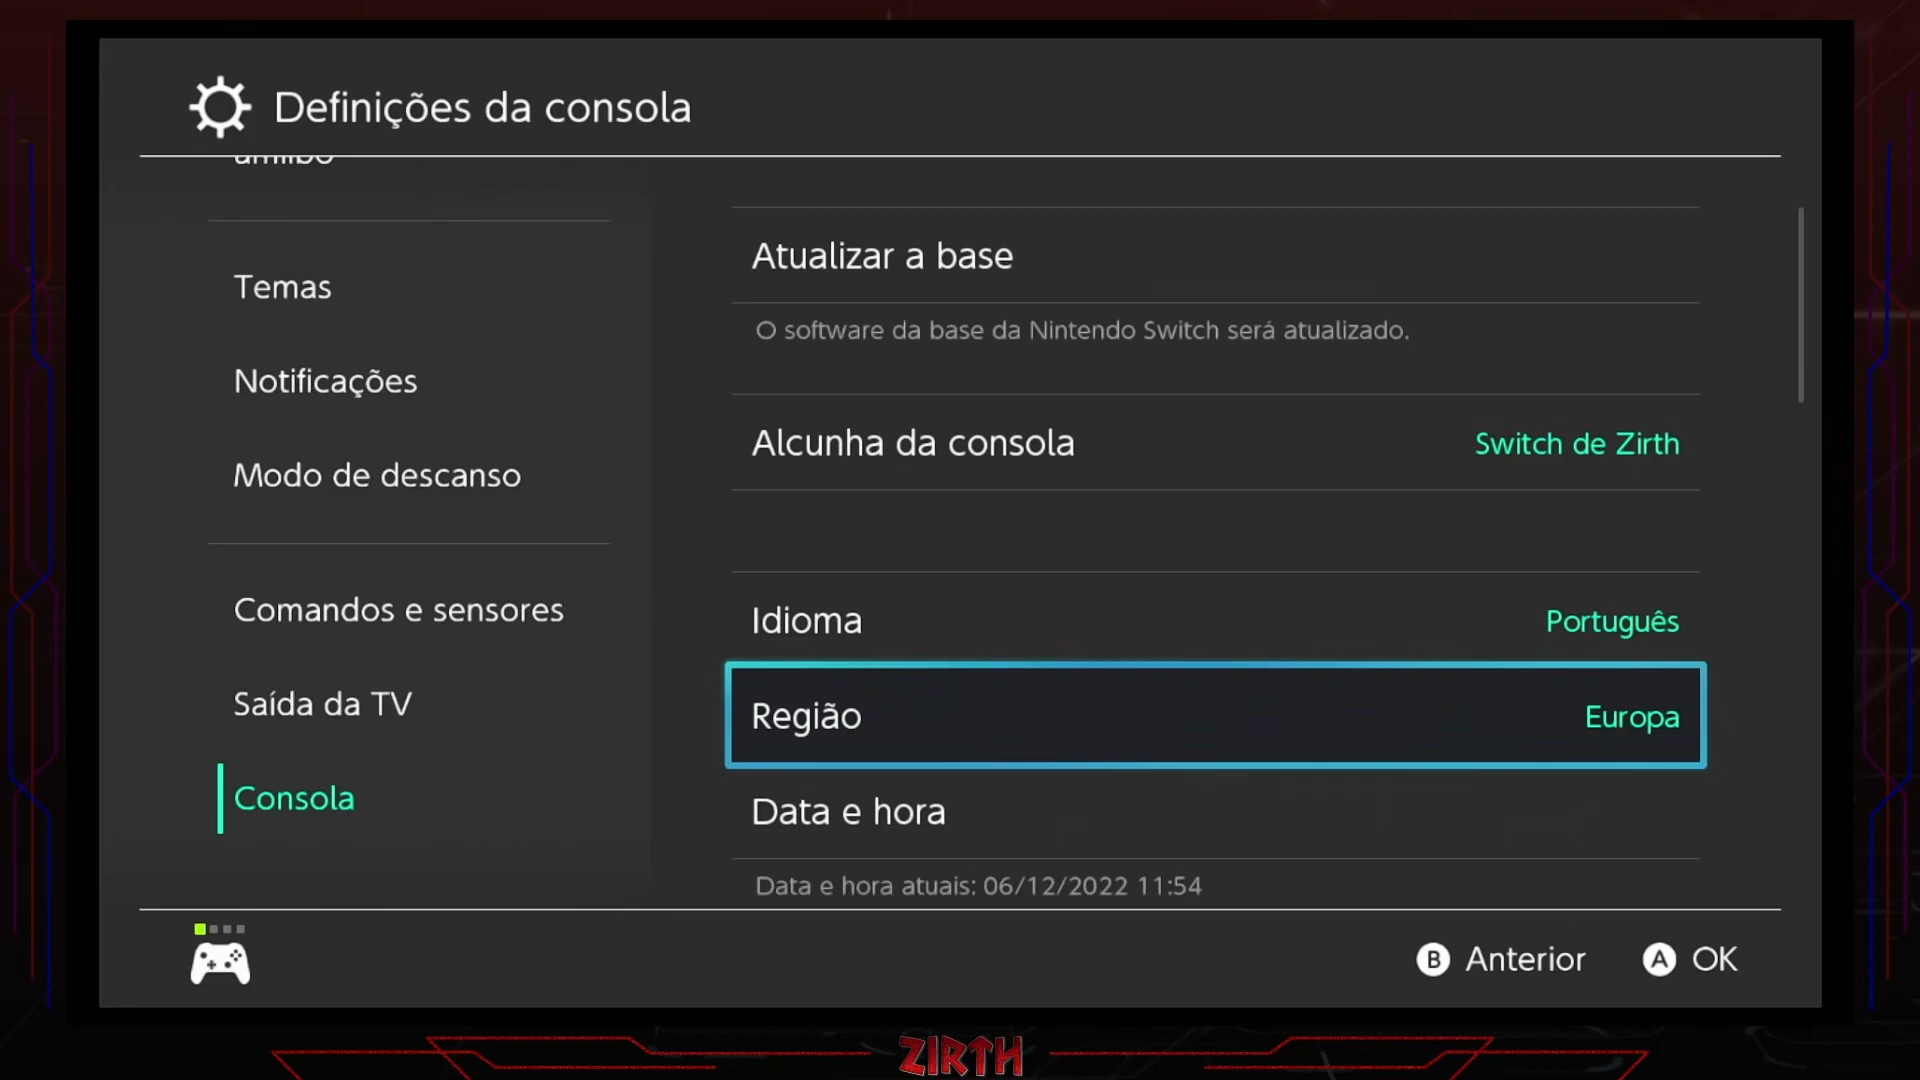 Definições da consola
amiibo
Temas
Notificações
Modo de descanso
Comandos e sensores
Saída da TV
Consola
Atualizar a base
O software da base da Nintendo Switch será atualizado.
Alcunha da consola Switch de Zirth
Idioma Português
Região Europa
Data e hora
Data e hora atuais: 06/12/2022 11:54
B Anterior A OK
ZIRTH